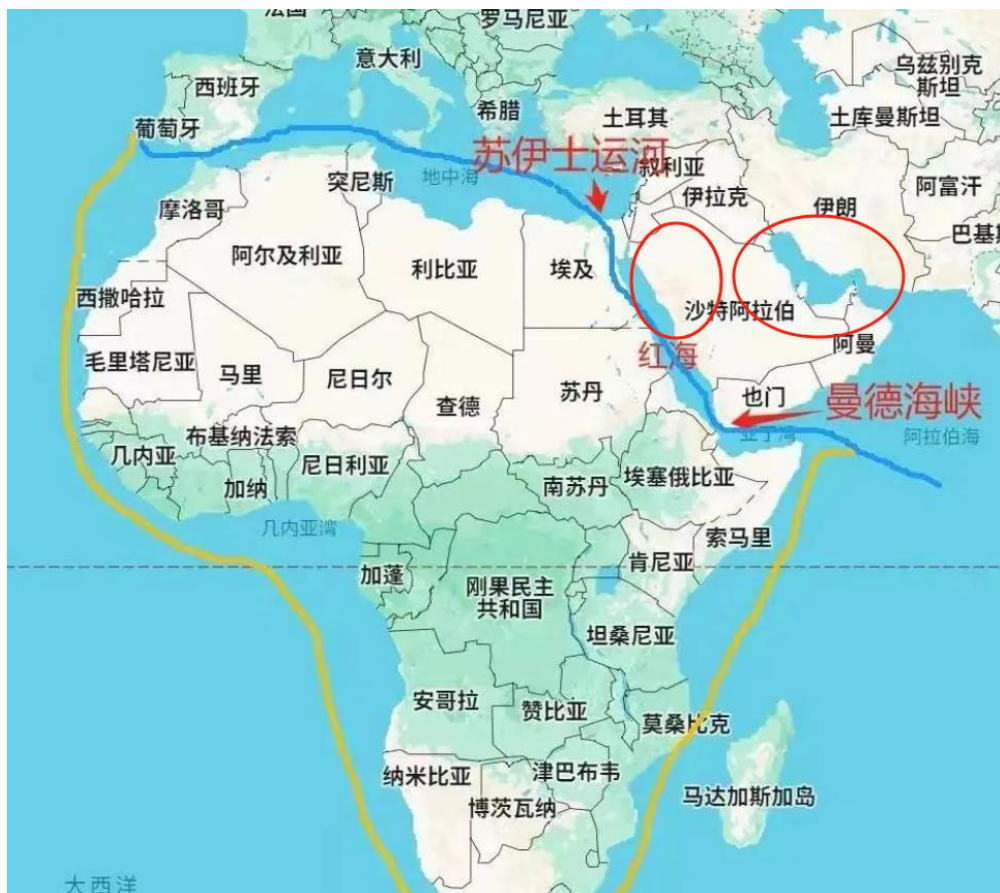 法国
罗马尼亚
意大利
乌兹别克
斯坦
西班牙
希腊
土耳其
土库曼斯坦
葡萄牙
苏伊士运河
叙利亚
突尼斯
地中海
伊拉克
阿富汗
摩洛哥
伊朗
阿尔及利亚
利比亚
埃及
西撒哈拉
沙特阿拉伯
阿曼
红海
毛里塔尼亚
马里
尼日尔
苏丹
也门
查德
曼德海峡
布基纳法索
亚丁湾
阿拉伯海
几内亚
尼日利亚
加纳
南苏丹
埃塞俄比亚
几内亚湾
索马里
肯尼亚
加蓬
刚果民主
共和国
坦桑尼亚
安哥拉
赞比亚
莫桑比克
纳米比亚
津巴布韦
博茨瓦纳
马达加斯加岛
大西洋